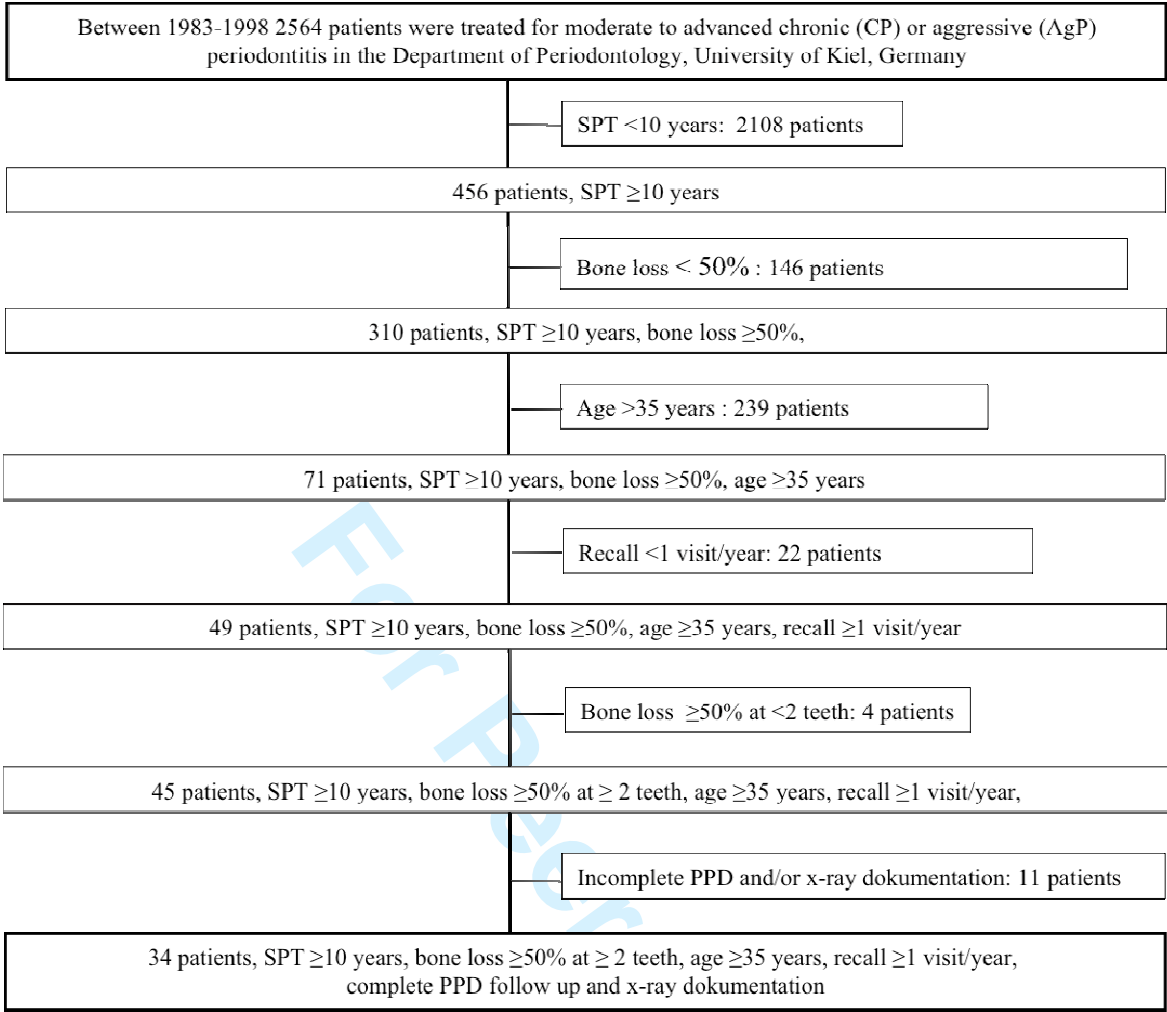 Between 1983-1998 2564 patients were treated for moderate to advanced chronic (CP) or aggressive (AgP)
periodontitis in the Department of Periodontology, University of Kiel, Germany
SPT <10 years: 2108 patients
456 patients, SPT ≥10 years
Bone loss < 50% : 146 patients
310 patients, SPT ≥10 years, bone loss ≥50%,
Age >35 years : 239 patients
71 patients, SPT ≥10 years, bone loss ≥50%, age ≥35 years
Recall <1 visit/year: 22 patients
49 patients, SPT ≥10 years, bone loss ≥50%, age ≥35 years, recall ≥1 visit/year
Bone loss ≥50% at <2 teeth: 4 patients
45 patients, SPT ≥10 years, bone loss ≥50% at ≥ 2 teeth, age ≥35 years, recall ≥1 visit/year,
Incomplete PPD and/or x-ray dokumentation: 11 patients
34 patients, SPT ≥10 years, bone loss ≥50% at ≥ 2 teeth, age ≥35 years, recall ≥1 visit/year,
complete PPD follow up and x-ray dokumentation
For Peer